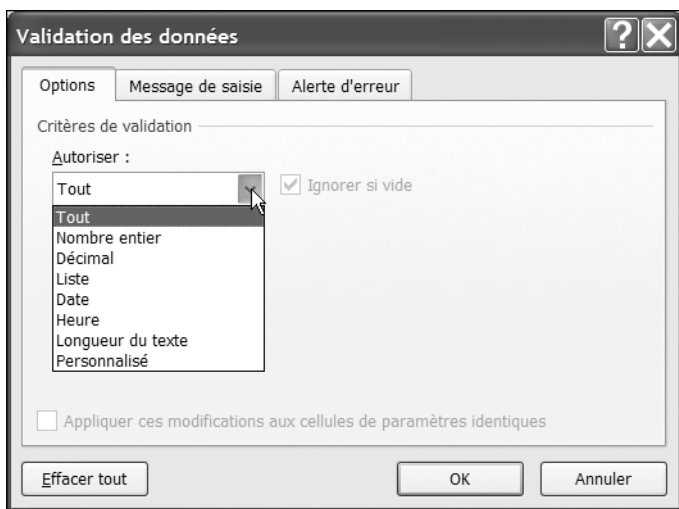 Validation des données
Options Message de saisie Alerte d'erreur
Critères de validation
Autoriser :
Tout Ignorer si vide
Tout
Nombre entier
Décimal
Liste
Date
Heure
Longueur du texte
Personnalisé
Appliquer ces modifications aux cellules de paramètres identiques
Effacer tout OK Annuler